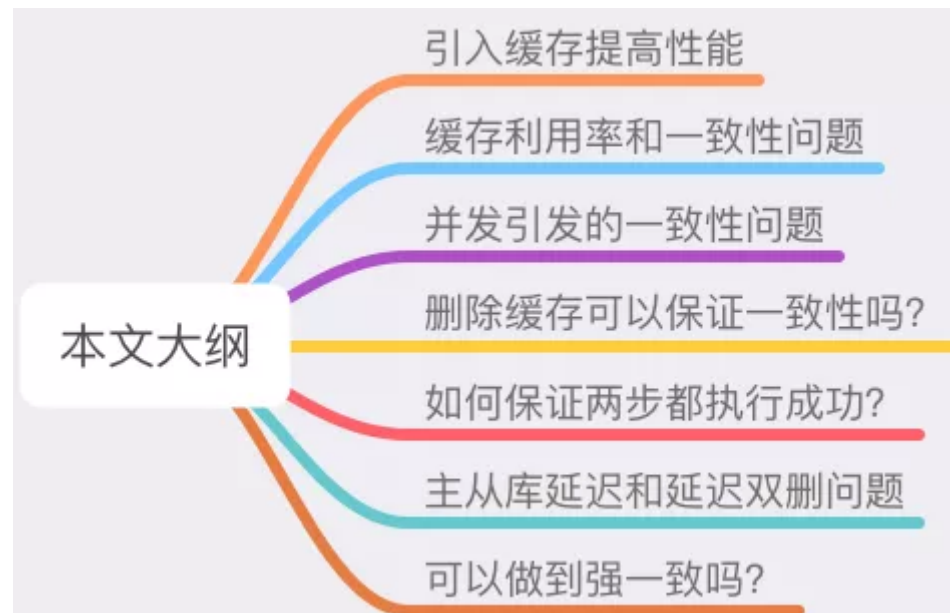 引入缓存提高性能
缓存利用率和一致性问题
并发引发的一致性问题
删除缓存可以保证一致性吗?
本文大纲
如何保证两步都执行成功?
主从库延迟和延迟双删问题
可以做到强一致吗?